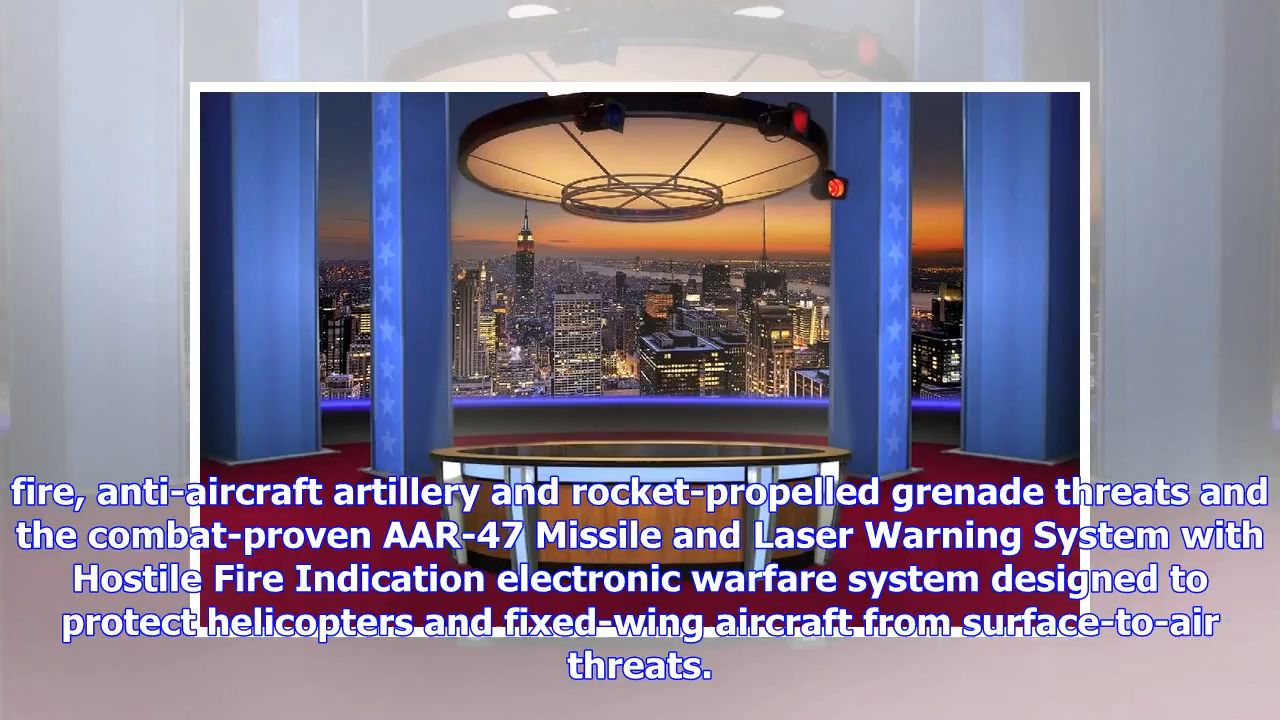 fire, anti-aircraft artillery and rocket-propelled grenade threats and
the combat-proven AAR-47 Missile and Laser Warning System with
Hostile Fire Indication electronic warfare system designed to
protect helicopters and fixed-wing aircraft from surface-to-air
threats.